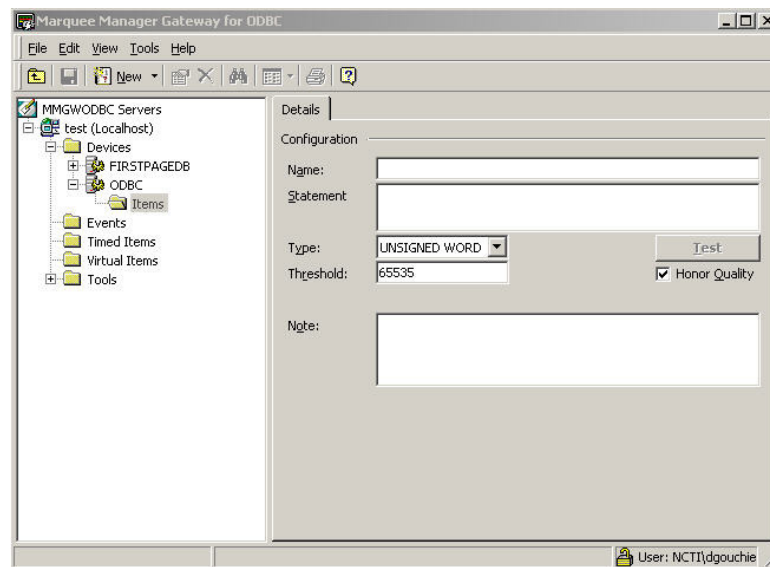 Marquee Manager Gateway for ODBC
File Edit View Tools Help
New
MMGWODBC Servers
test (Localhost)
Devices
FIRSTPAGEDB
ODBC
Items
Events
Timed Items
Virtual Items
Tools
Details
Configuration
Name:
Statement
Type: UNSIGNED WORD Test
Threshold: 65535 Honor Quality
Note:
User: NCTI\dgouchie